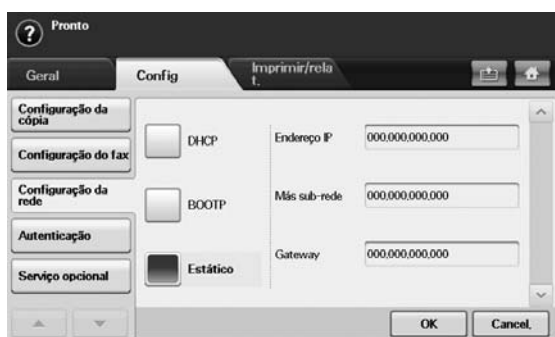 ?
Pronto
Geral
Config
Imprimir/rela
t.
Configuração da
cópia
Configuração do fax
Configuração da
rede
Autenticação
Serviço opcional
DHCP
BOOTP
Estático
Endereço IP
000,000,000,000
Más sub-rede
000,000,000,000
Gateway
000,000,000,000
OK
Cancel.